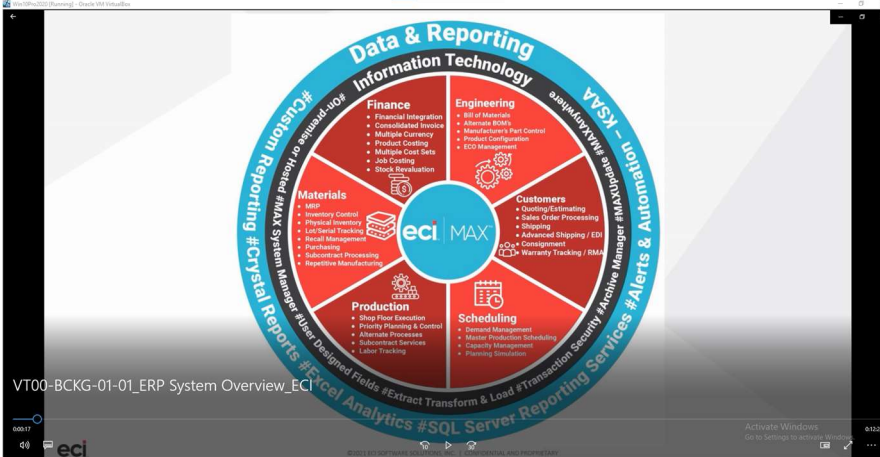 Win10Pro2020 [Running] - Oracle VM VirtualBox
Data & Reporting
Information Technology
#Custom Reporting #Crystal Reports #Excel Analytics #SQL Server Reporting Services #Alerts & Automation – KSAA
#On-premise or Hosted #MAX System Manager #User Designed Fields #Extract Transform & Load #Transaction Security #Archive Manager #MAXUpdate #MAXAnywhere
Finance
• Financial Integration
• Consolidated Invoice
• Multiple Currency
• Product Costing
• Multiple Cost Sets
• Job Costing
• Stock Revaluation
Engineering
• Bill of Materials
• Alternate BOM's
• Manufacturer's Part Control
• Product Configuration
• ECO Management
Materials
• MRP
• Inventory Control
• Physical Inventory
• Lot/Serial Tracking
• Recall Management
• Purchasing
• Subcontract Processing
• Repetitive Manufacturing
eci MAX
Customers
• Quoting/Estimating
• Sales Order Processing
• Shipping
• Advanced Shipping / EDI
• Consignment
• Warranty Tracking / RMA
Production
• Shop Floor Execution
• Priority Planning & Control
• Alternate Processes
• Subcontract Services
• Labor Tracking
Scheduling
• Demand Management
• Master Production Scheduling
• Capacity Management
• Planning Simulation
VT00-BCKG-01-01_ERP System Overview_ECI
0:00:17
0:12:2
Activate Windows
Go to Settings to activate Windows.
10
30
eci
©2021 ECI SOFTWARE SOLUTIONS, INC. | CONFIDENTIAL AND PROPRIETARY